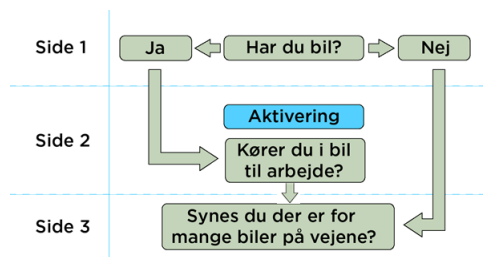 Side 1
Ja
Har du bil?
Nej
Side 2
Aktivering
Kører du i bil
til arbejde?
Side 3
Synes du der er for
mange biler på vejene?